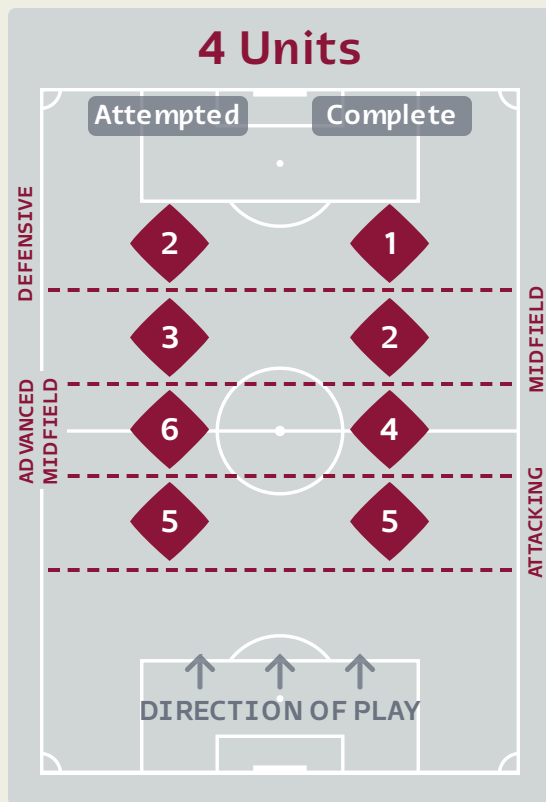 4 Units
Attempted Complete
DEFENSIVE
2 1
MIDFIELD
3 2
ADVANCED
MIDFIELD
6 4
ATTACKING
5 5
DIRECTION OF PLAY